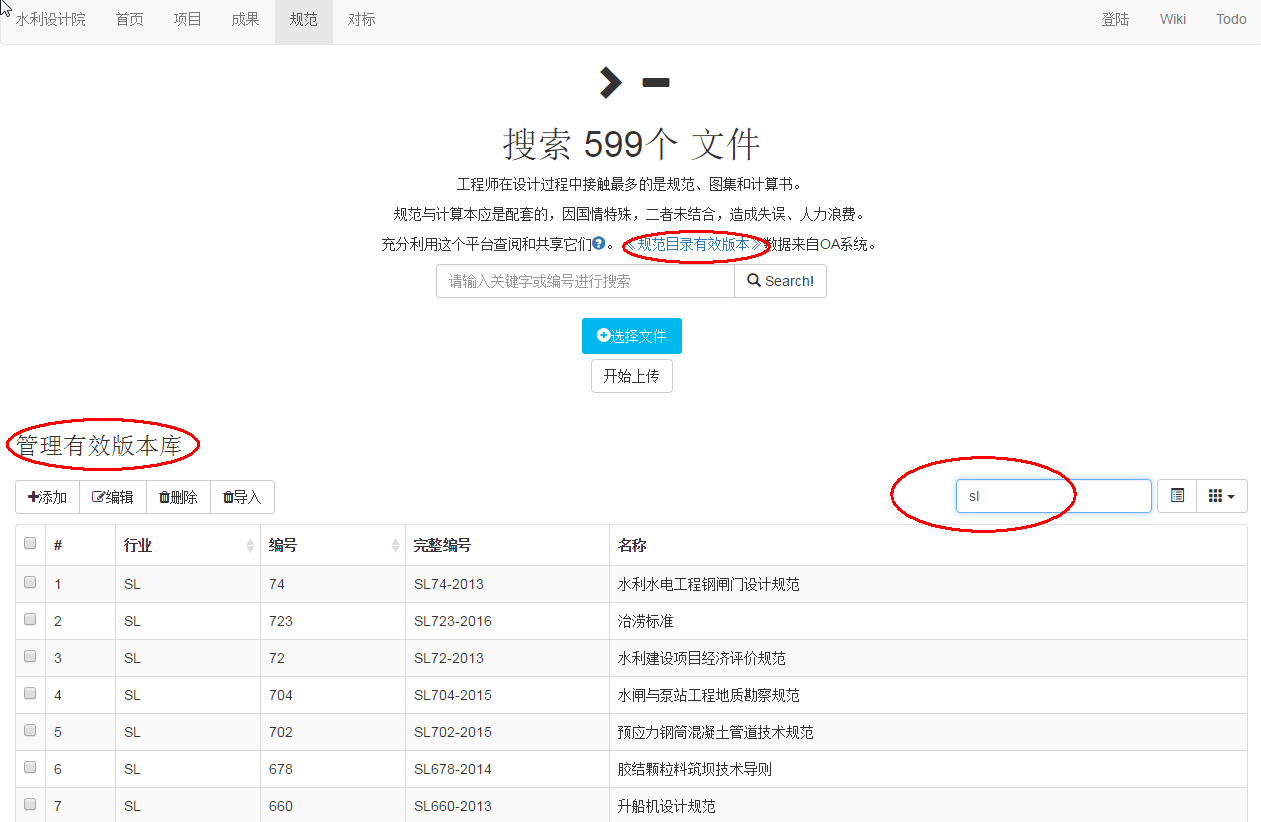 水利设计院 首页 项目 成果 规范 对标 登陆 Wiki Todo
搜索 599个 文件
工程师在设计过程中接触最多的是规范、图集和计算书。
规范与计算本应是配套的，因国情特殊，二者未结合，造成失误、人力浪费。
充分利用这个平台查阅和共享它们?。《规范目录有效版本》数据来自OA系统。
请输入关键字或编号进行搜索 Search!
选择文件
开始上传
管理有效版本库
添加 编辑 删除 导入 sl
# 行业 编号 完整编号 名称
1 SL 74 SL74-2013 水利水电工程钢闸门设计规范
2 SL 723 SL723-2016 治涝标准
3 SL 72 SL72-2013 水利建设项目经济评价规范
4 SL 704 SL704-2015 水闸与泵站工程地质勘察规范
5 SL 702 SL702-2015 预应力钢筒混凝土管道技术规范
6 SL 678 SL678-2014 胶结颗粒料筑坝技术导则
7 SL 660 SL660-2013 升船机设计规范